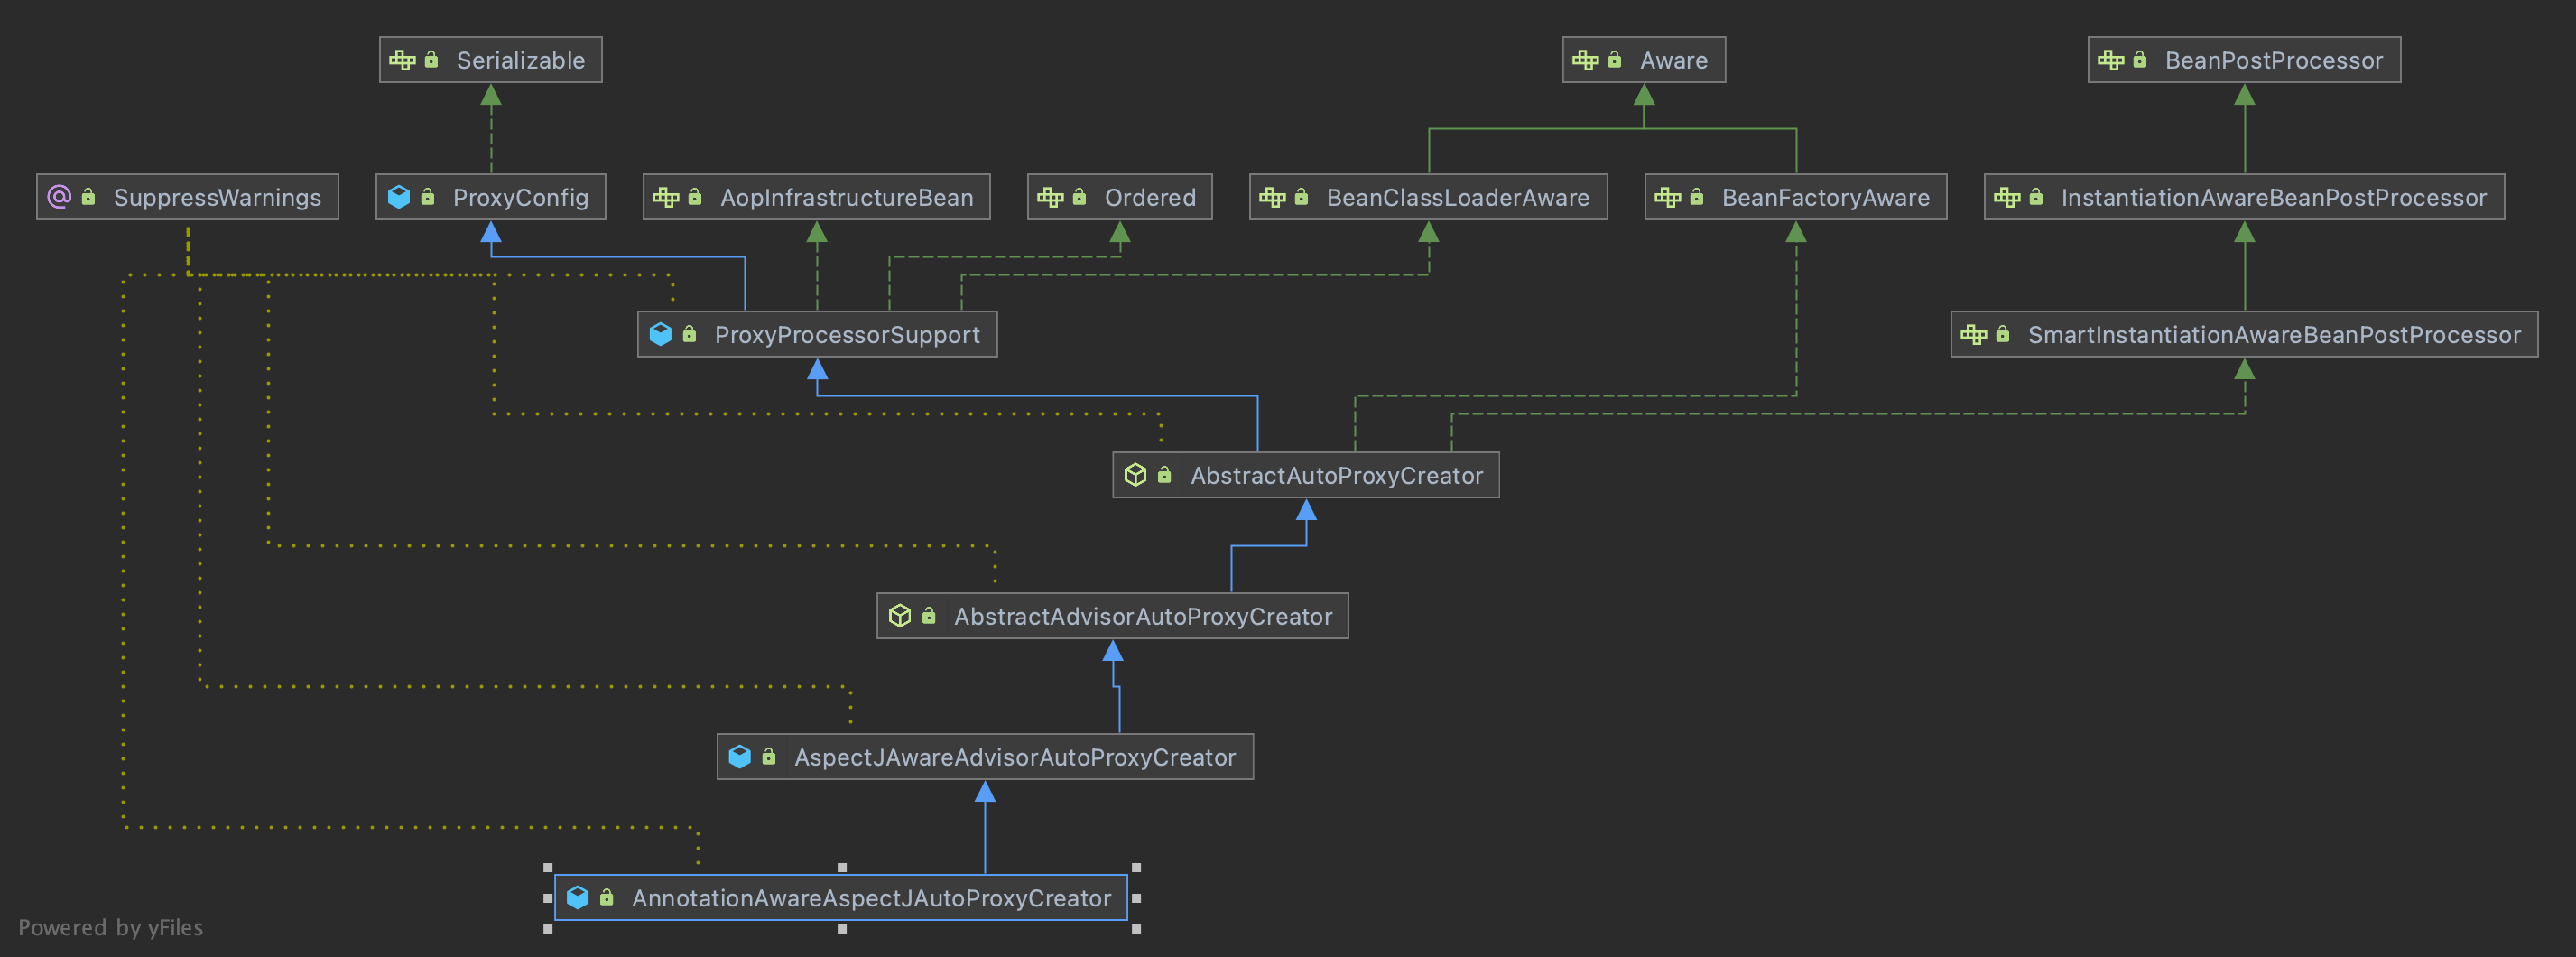 Serializable
Aware
BeanPostProcessor
SuppressWarnings
ProxyConfig
AopInfrastructureBean
Ordered
BeanClassLoaderAware
BeanFactoryAware
InstantiationAwareBeanPostProcessor
ProxyProcessorSupport
SmartInstantiationAwareBeanPostProcessor
AbstractAutoProxyCreator
AbstractAdvisorAutoProxyCreator
AspectJAwareAdvisorAutoProxyCreator
AnnotationAwareAspectJAutoProxyCreator
Powered by yFiles